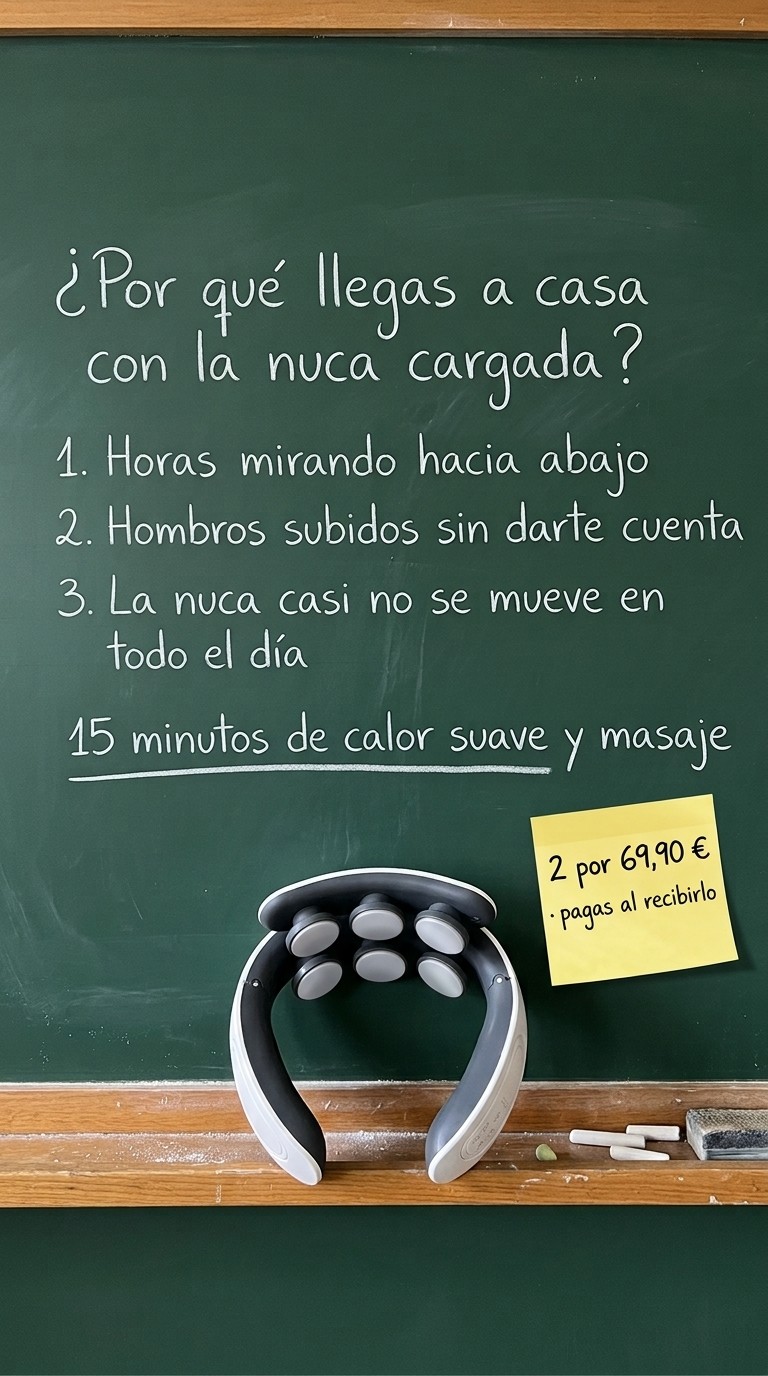 ¿Por qué llegas a casa
con la nuca cargada?
1. Horas mirando hacia abajo
2. Hombros subidos sin darte cuenta
3. La nuca casi no se mueve en
todo el día
15 minutos de calor suave y masaje
2 por 69,90 €
· pagas al recibirlo